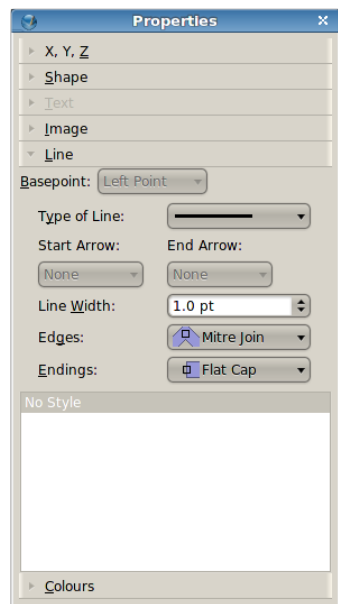 Properties
X, Y, Z
Shape
Text
Image
Line
Basepoint: Left Point
Type of Line:
Start Arrow: End Arrow:
None None
Line Width: 1.0 pt
Edges: Mitre Join
Endings: Flat Cap
No Style
Colours